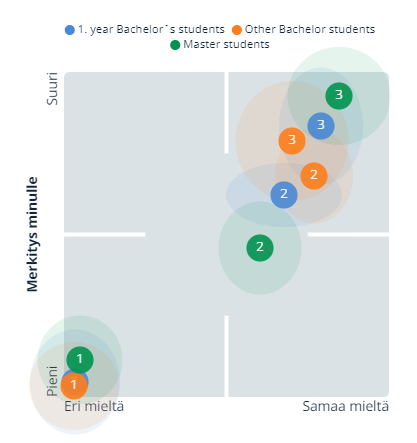 1. year Bachelor´s students Other Bachelor students
Master students
Suuri
Merkitys minulle
Pieni
3
3
3
2
2
2
1
1
Eri mieltä Samaa mieltä